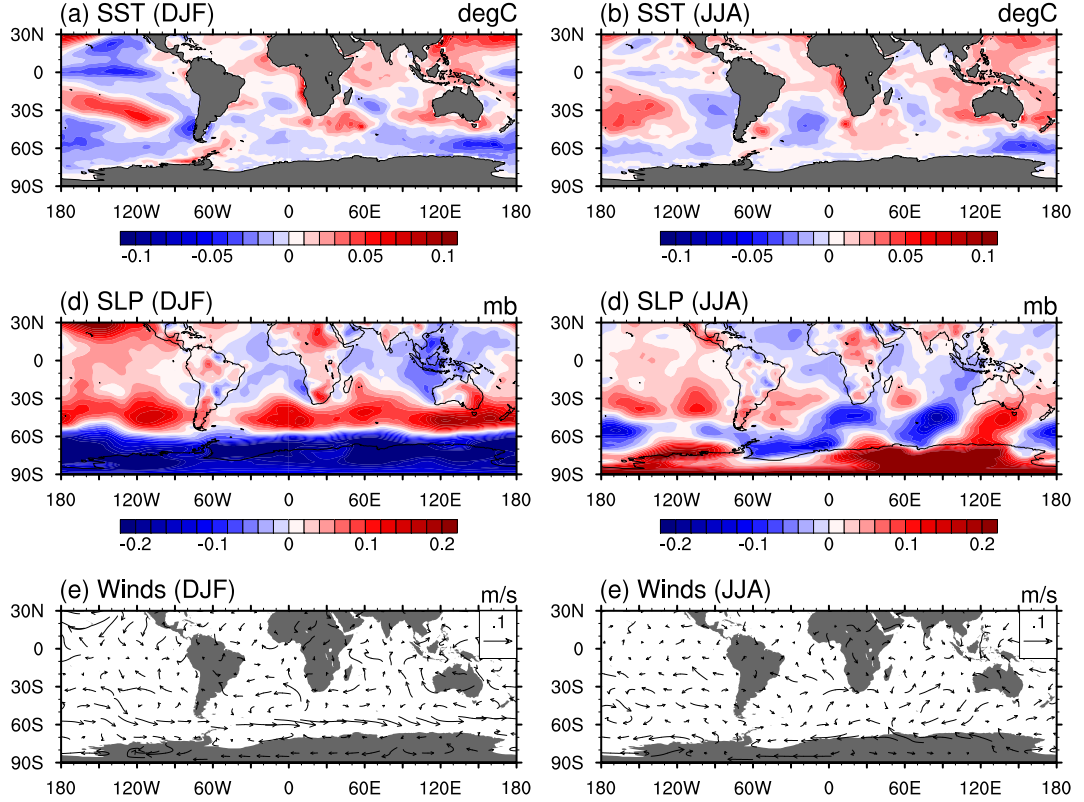 (a) SST (DJF) degC
(b) SST (JJA) degC
30N
0
30S
60S
90S
180 120W 60W 0 60E 120E 180
30N
0
30S
60S
90S
180 120W 60W 0 60E 120E 180
-0.1 -0.05 0 0.05 0.1
-0.1 -0.05 0 0.05 0.1
(d) SLP (DJF) mb
(d) SLP (JJA) mb
30N
0
30S
60S
90S
180 120W 60W 0 60E 120E 180
30N
0
30S
60S
90S
180 120W 60W 0 60E 120E 180
-0.2 -0.1 0 0.1 0.2
-0.2 -0.1 0 0.1 0.2
(e) Winds (DJF) m/s
(e) Winds (JJA) m/s
30N
0
30S
60S
90S
.1
180 120W 60W 0 60E 120E 180
30N
0
30S
60S
90S
.1
180 120W 60W 0 60E 120E 180